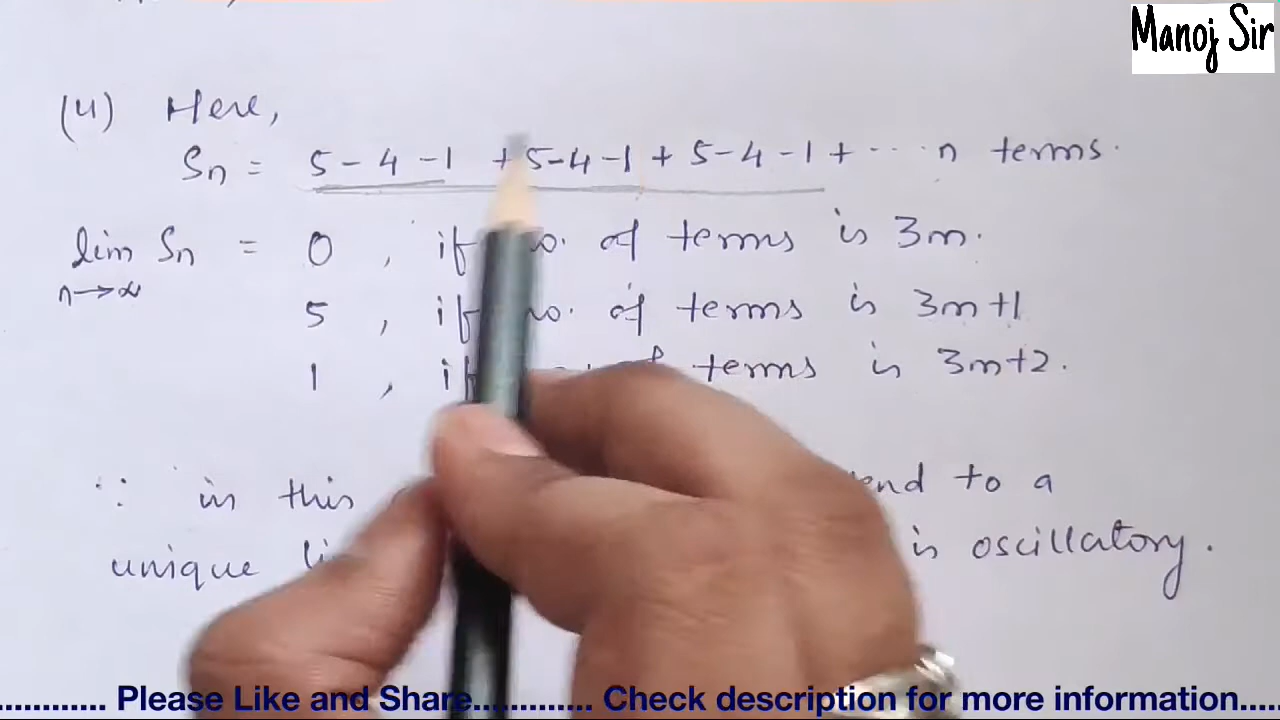 Manoj Sir
(4) Here,
Sn = 5-4-1 +5-4-1 + 5-4-1 + ... n terms.
lim Sn = 0, if no. of terms is 3m.
n→∞
5, if no. of terms is 3m+1
1, if of terms is 3m+2.
∵ in this to a
unique is oscillatory.
............ Please Like and Share............. Check description for more information.....